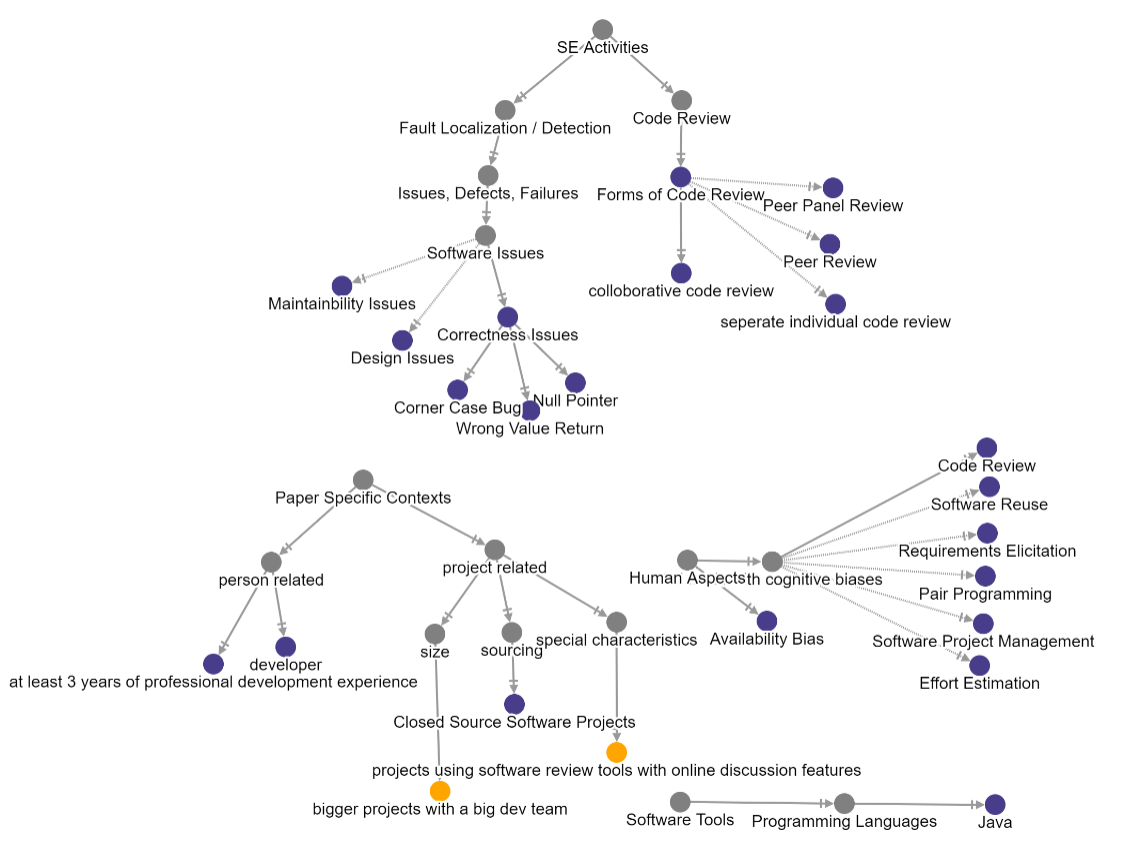 SE Activities
Fault Localization / Detection
Code Review
Issues, Defects, Failures
Forms of Code Review
Peer Panel Review
Software Issues
Peer Review
Maintainbility Issues
colloborative code review
seperate individual code review
Correctness Issues
Design Issues
Corner Case Bug
Null Pointer
Wrong Value Return
Code Review
Paper Specific Contexts
Software Reuse
Requirements Elicitation
project related
person related
Human Aspects
th cognitive biases
Pair Programming
special characteristics
Availability Bias
Software Project Management
size
sourcing
developer
at least 3 years of professional development experience
Effort Estimation
Closed Source Software Projects
projects using software review tools with online discussion features
bigger projects with a big dev team
Software Tools
Programming Languages
Java